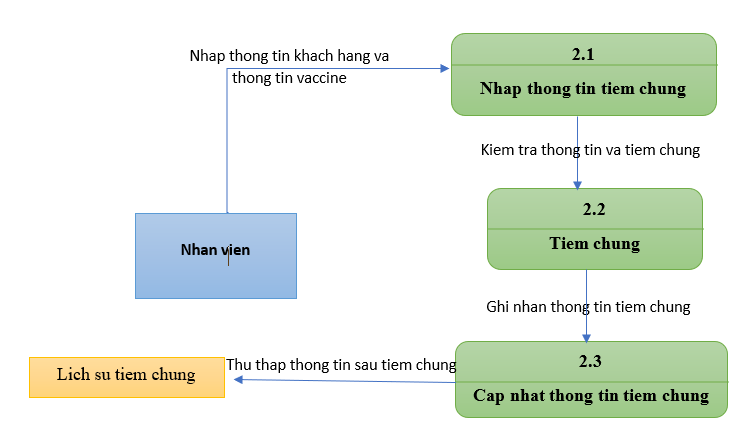 Nhap thong tin khach hang va
thong tin vaccine
2.1
Nhap thong tin tiem chung
Kiem tra thong tin va tiem chung
2.2
Tiem chung
Nhan vien
Ghi nhan thong tin tiem chung
2.3
Cap nhat thong tin tiem chung
Thu thap thong tin sau tiem chung
Lich su tiem chung